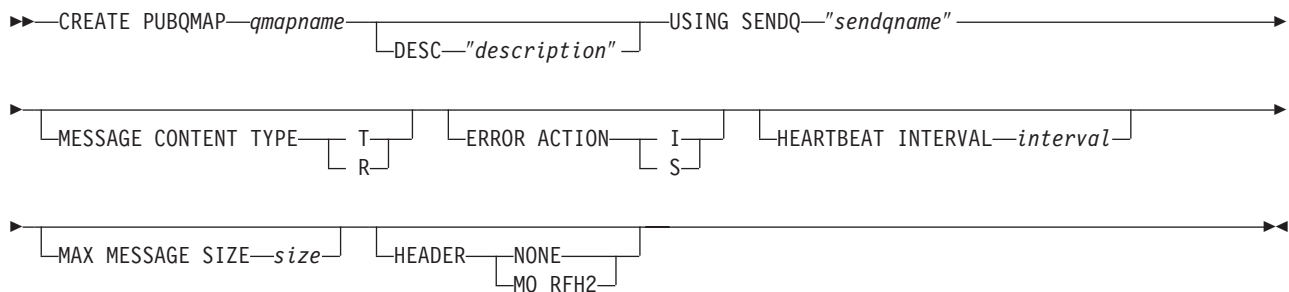 CREATE PUBQMAP qmapname USING SENDQ "sendqname"
DESC "description"
MESSAGE CONTENT TYPE T ERROR ACTION I HEARTBEAT INTERVAL interval
R S
MAX MESSAGE SIZE size HEADER NONE
MO RFH2